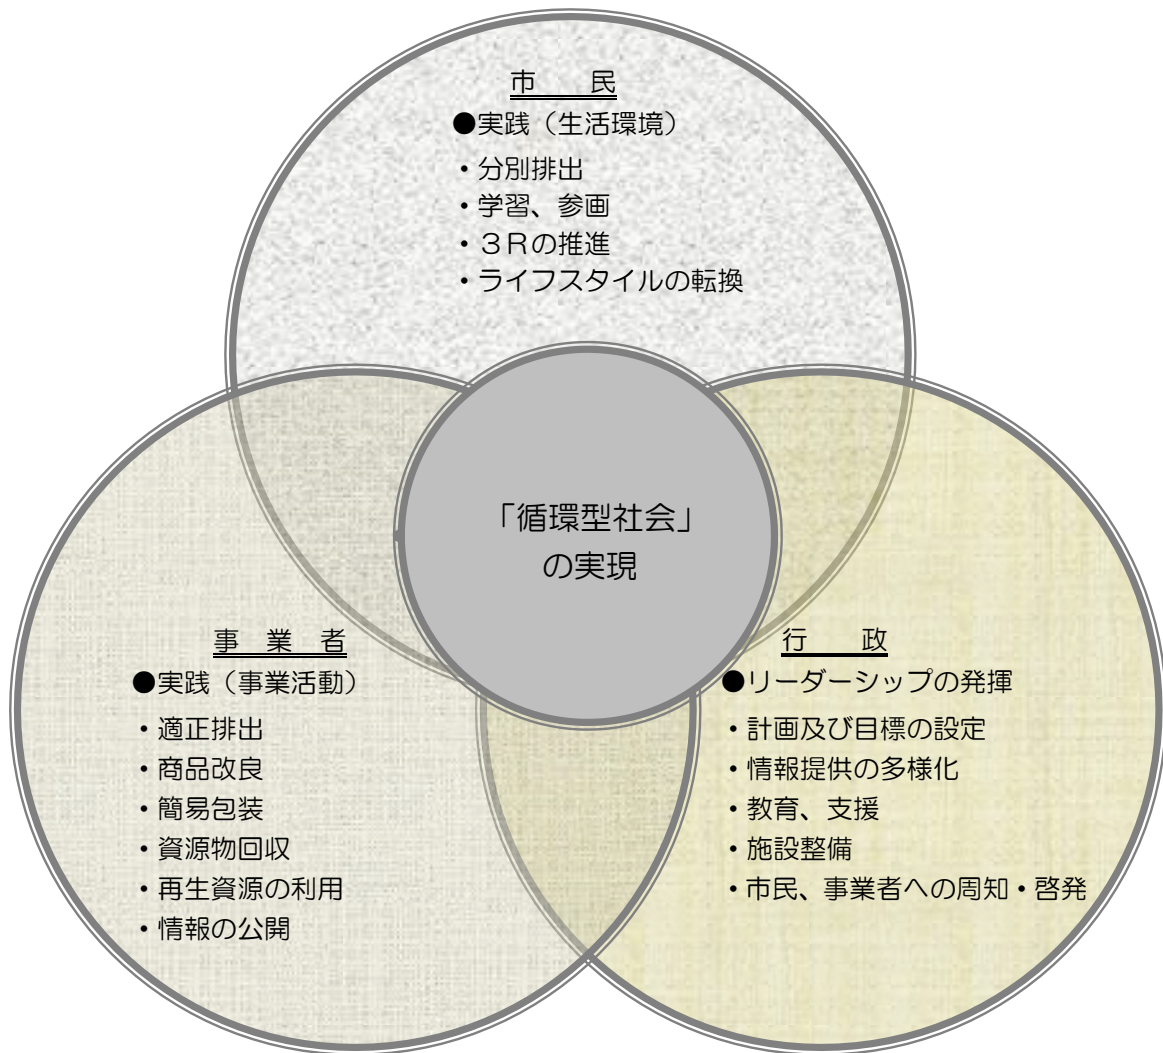 市　　民
●実践（生活環境）
・分別排出
・学習、参画
・３Ｒの推進
・ライフスタイルの転換
「循環型社会」
の実現
事　業　者
●実践（事業活動）
・適正排出
・商品改良
・簡易包装
・資源物回収
・再生資源の利用
・情報の公開
行　　政
●リーダーシップの発揮
・計画及び目標の設定
・情報提供の多様化
・教育、支援
・施設整備
・市民、事業者への周知・啓発